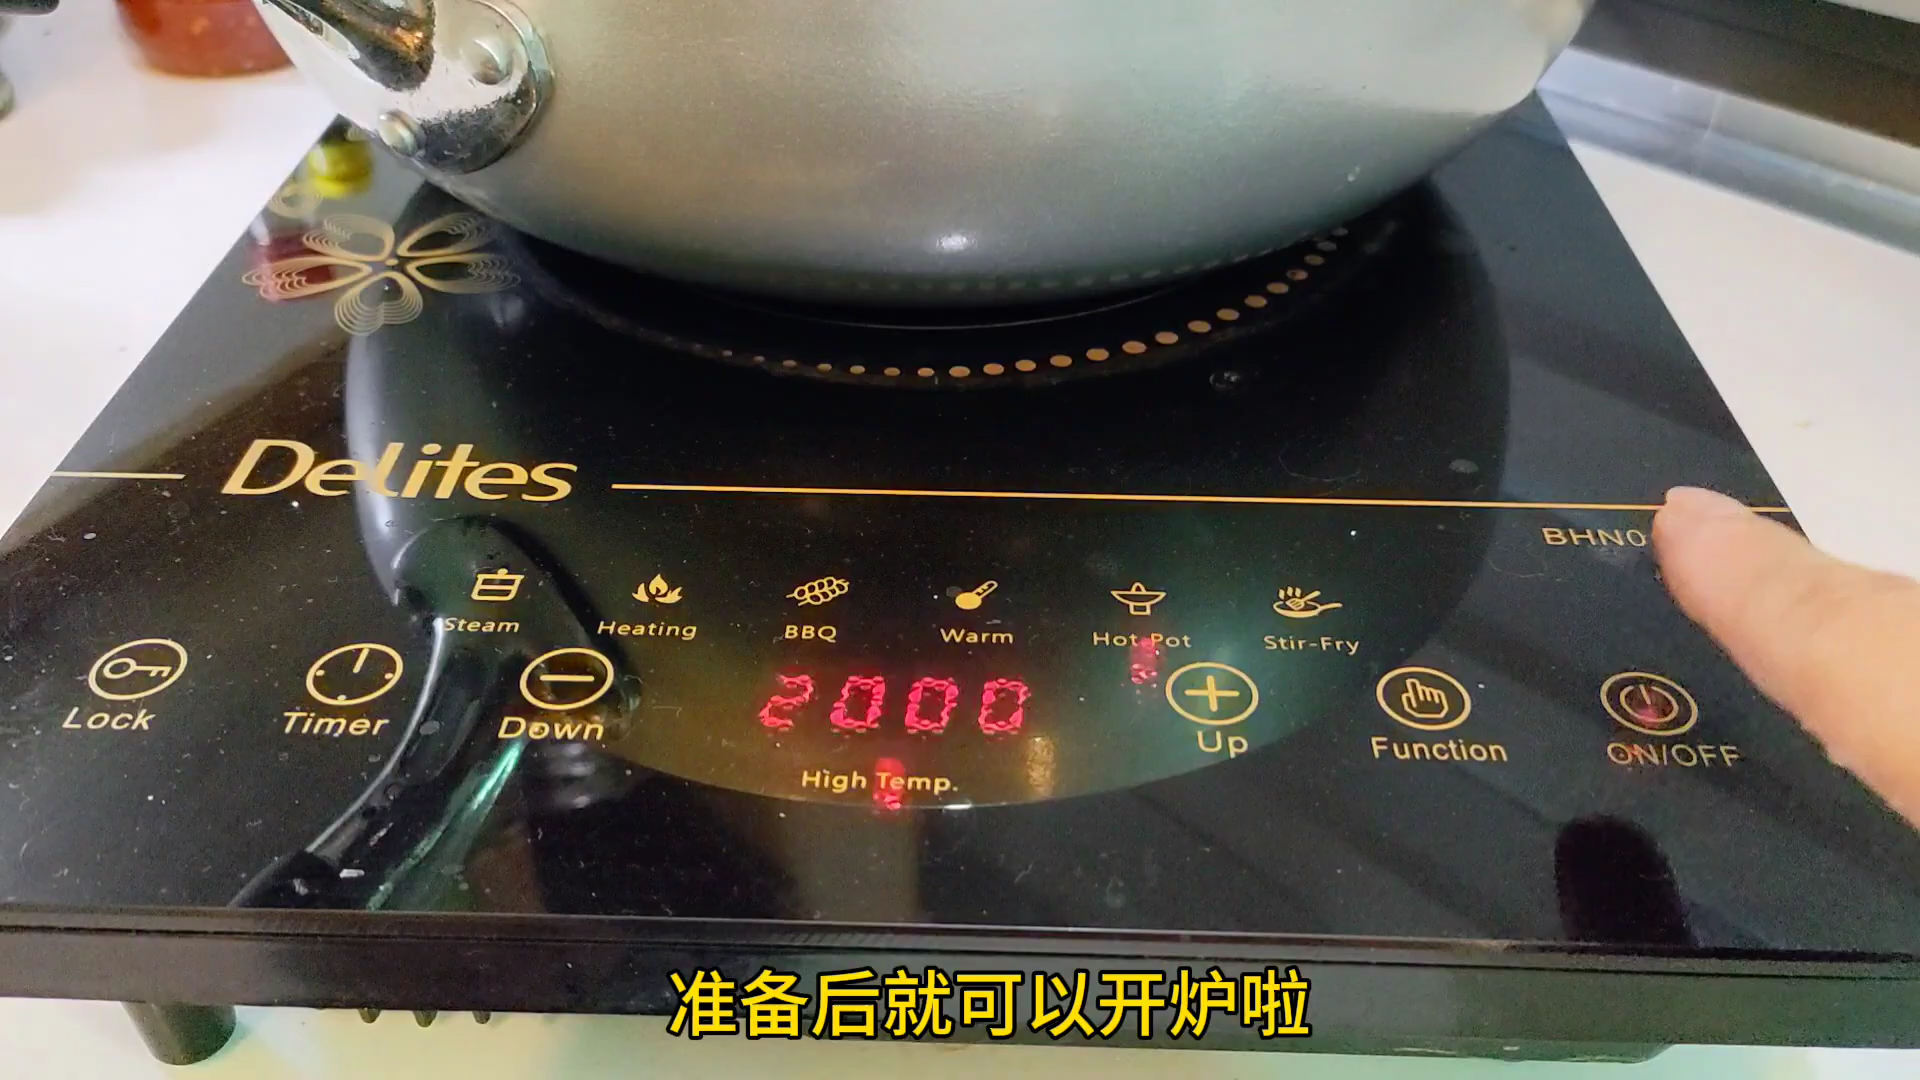 Delites
BHN0
Steam Heating BBQ Warm Hot Pot Stir-Fry
Lock Timer Down 2000 Up Function ON/OFF
High Temp.
准备后就可以开炉啦